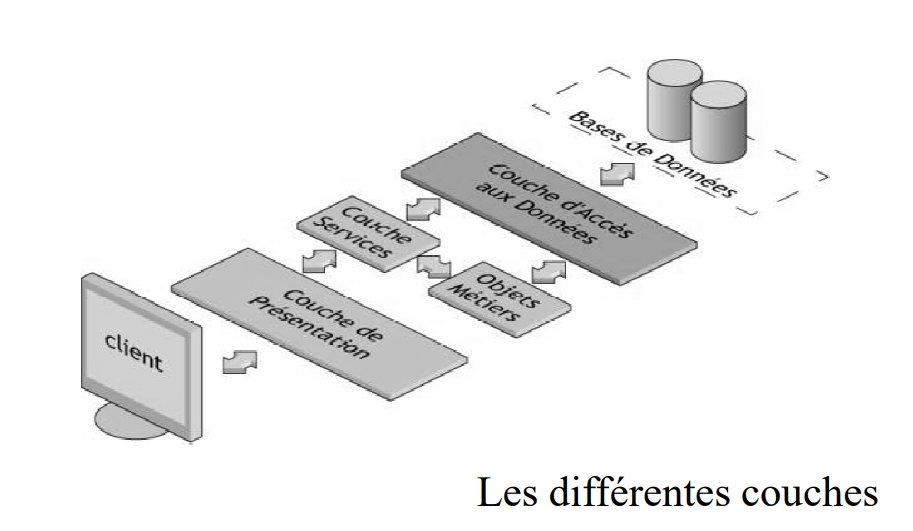 Bases de Données
Couche d'Accès
aux Données
Couche
Services
Objets
Métiers
Couche de
Présentation
client
Les différentes couches